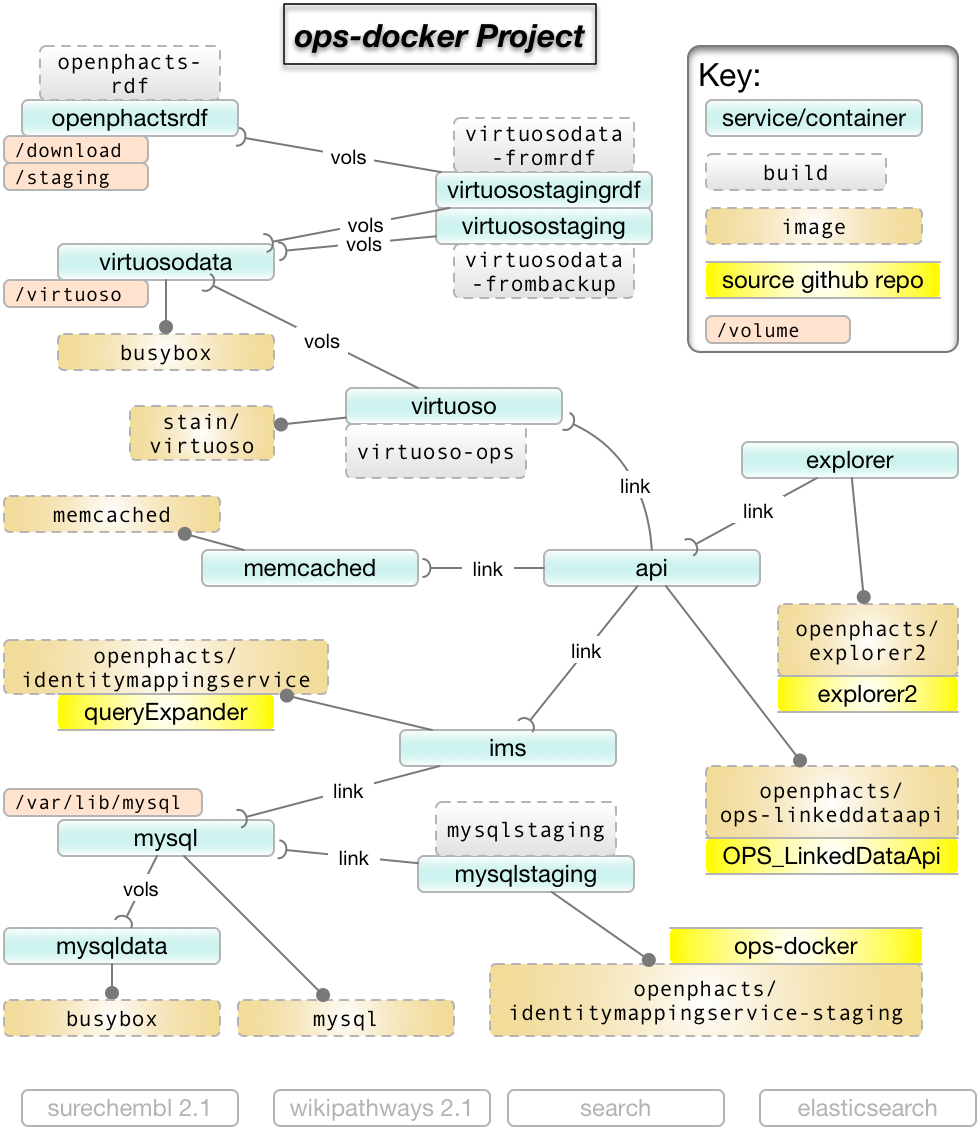 ops-docker Project
openphacts-
rdf
openphactsrdf
/download
/staging
vols
virtuosodata
-fromrdf
virtuosostagingrdf
virtuosostaging
virtuosodata
-frombackup
vols
vols
virtuosodata
/virtuoso
busybox
vols
Key:
service/container
build
image
source github repo
/volume
virtuoso
virtuoso-ops
stain/
virtuoso
link
explorer
link
memcached
memcached
link
api
openphacts/
explorer2
explorer2
link
openphacts/
identitymappingservice
queryExpander
ims
link
openphacts/
ops-linkeddataapi
OPS_LinkedDataApi
/var/lib/mysql
mysql
link
mysqlstaging
mysqlstaging
vols
mysqldata
busybox
mysql
ops-docker
openphacts/
identitymappingservice-staging
surechembl 2.1
wikipathways 2.1
search
elasticsearch